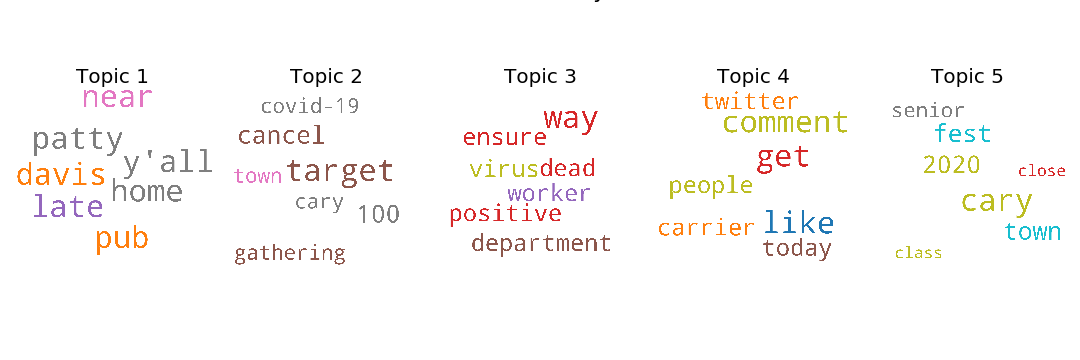 Topic 1
near
patty
y'all
davis
home
late
pub
Topic 2
covid-19
cancel
target
town
cary
100
gathering
Topic 3
way
ensure
virus
dead
worker
positive
department
Topic 4
twitter
comment
get
people
carrier
like
today
Topic 5
senior
fest
2020
close
cary
town
class